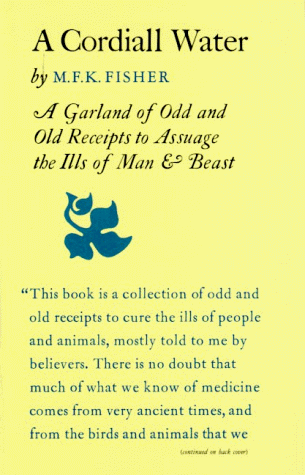 A Cordiall Water
by M.F.K. FISHER
A Garland of Odd and
Old Receipts to Assuage
the Ills of Man & Beast
“This book is a collection of odd and
old receipts to cure the ills of people
and animals, mostly told to me by
believers. There is no doubt that
much of what we know of medicine
comes from very ancient times, and
from the birds and animals that we
(continued on back cover)